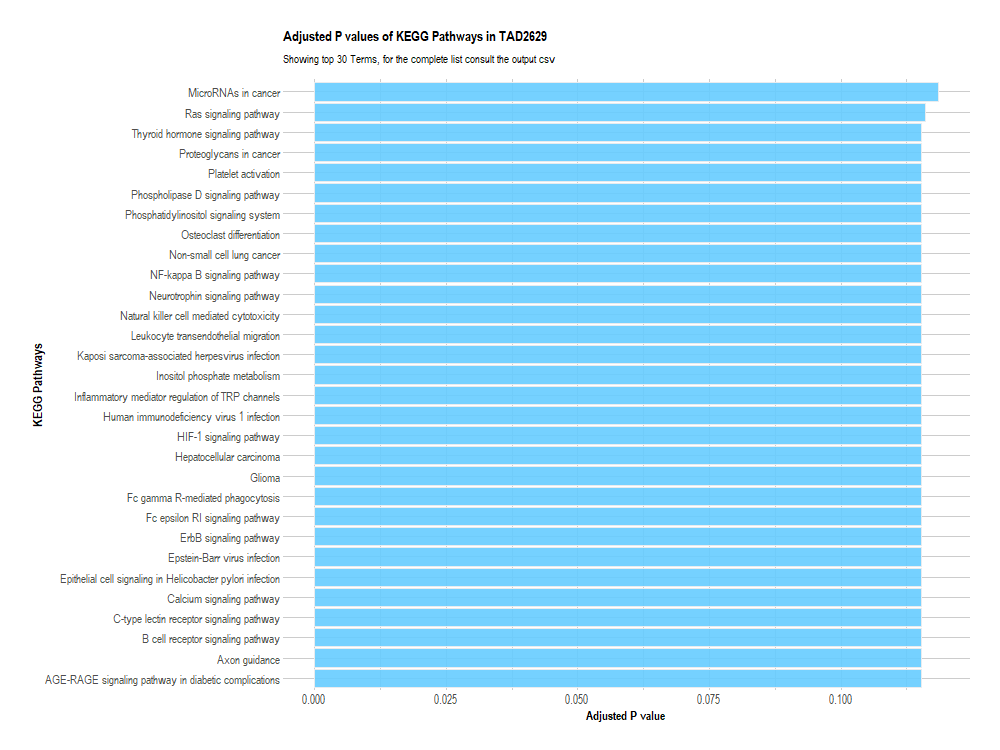 Adjusted P values of KEGG Pathways in TAD2629
Showing top 30 Terms, for the complete list consult the output csv
MicroRNAs in cancer
Ras signaling pathway
Thyroid hormone signaling pathway
Proteoglycans in cancer
Platelet activation
Phospholipase D signaling pathway
Phosphatidylinositol signaling system
Osteoclast differentiation
Non-small cell lung cancer
NF-kappa B signaling pathway
Neurotrophin signaling pathway
Natural killer cell mediated cytotoxicity
Leukocyte transendothelial migration
Kaposi sarcoma-associated herpesvirus infection
Inositol phosphate metabolism
Inflammatory mediator regulation of TRP channels
Human immunodeficiency virus 1 infection
HIF-1 signaling pathway
Hepatocellular carcinoma
Glioma
Fc gamma R-mediated phagocytosis
Fc epsilon RI signaling pathway
ErbB signaling pathway
Epstein-Barr virus infection
Epithelial cell signaling in Helicobacter pylori infection
Calcium signaling pathway
C-type lectin receptor signaling pathway
B cell receptor signaling pathway
Axon guidance
AGE-RAGE signaling pathway in diabetic complications
KEGG Pathways
0.000 0.025 0.050 0.075 0.100
Adjusted P value